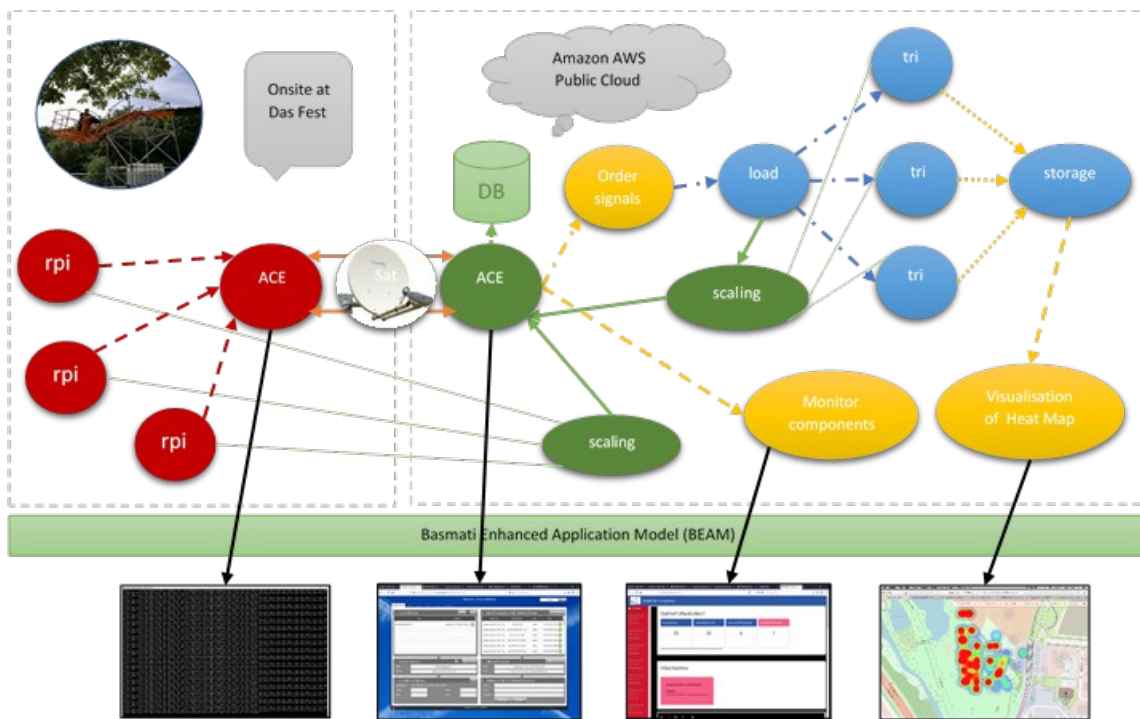 Onsite at
Das Fest
Amazon AWS
Public Cloud
tri
DB
Order
signals
load
tri
storage
rpi
ACE
Sat
ACE
tri
scaling
rpi
rpi
scaling
Monitor
components
Visualisation
of Heat Map
Basmati Enhanced Application Model (BEAM)